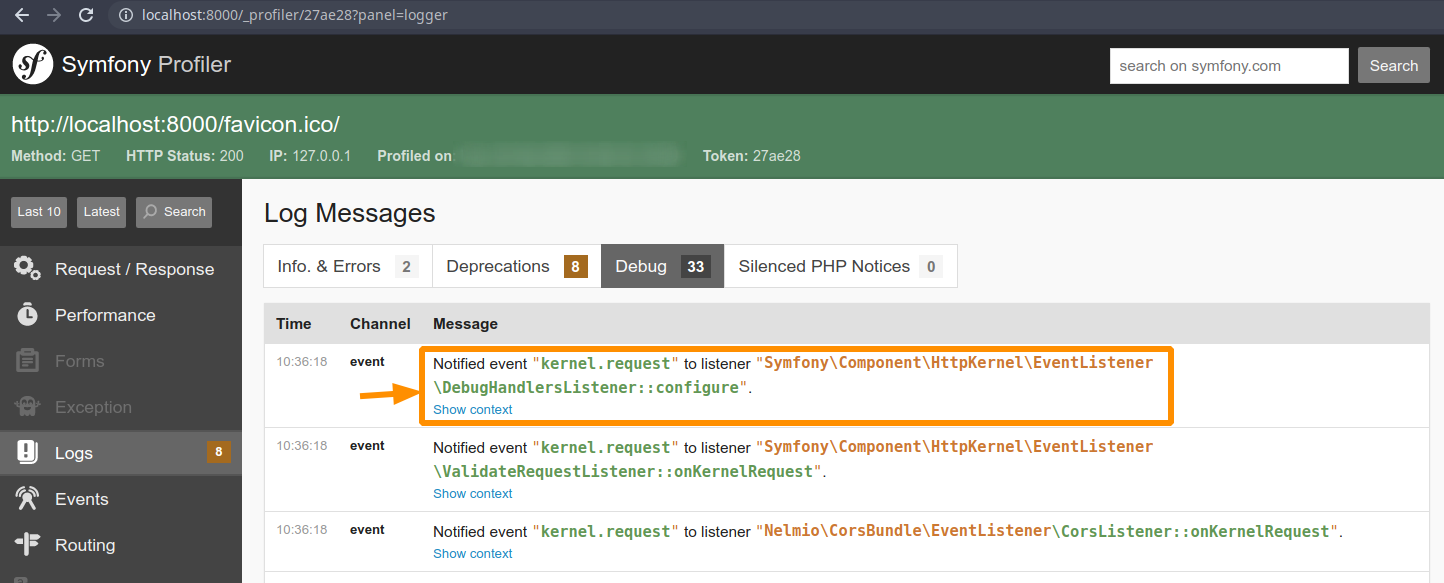 localhost:8000/_profiler/27ae28?panel=logger
sf Symfony Profiler
search on symfony.com
Search
http://localhost:8000/favicon.ico/
Method: GET HTTP Status: 200 IP: 127.0.0.1 Profiled on Token: 27ae28
Last 10 Latest Search
Log Messages
Info. & Errors 2 Deprecations 8 Debug 33 Silenced PHP Notices 0
Request / Response
Performance
Forms
Exception
Logs 8
Events
Routing
Time Channel Message
10:36:18 event Notified event "kernel.request" to listener "Symfony\Component\HttpKernel\EventListener
\DebugHandlersListener::configure".
Show context
10:36:18 event Notified event "kernel.request" to listener "Symfony\Component\HttpKernel\EventListener
\ValidateRequestListener::onKernelRequest".
Show context
10:36:18 event Notified event "kernel.request" to listener "Nelmio\CorsBundle\EventListener\CorsListener::onKernelRequest".
Show context